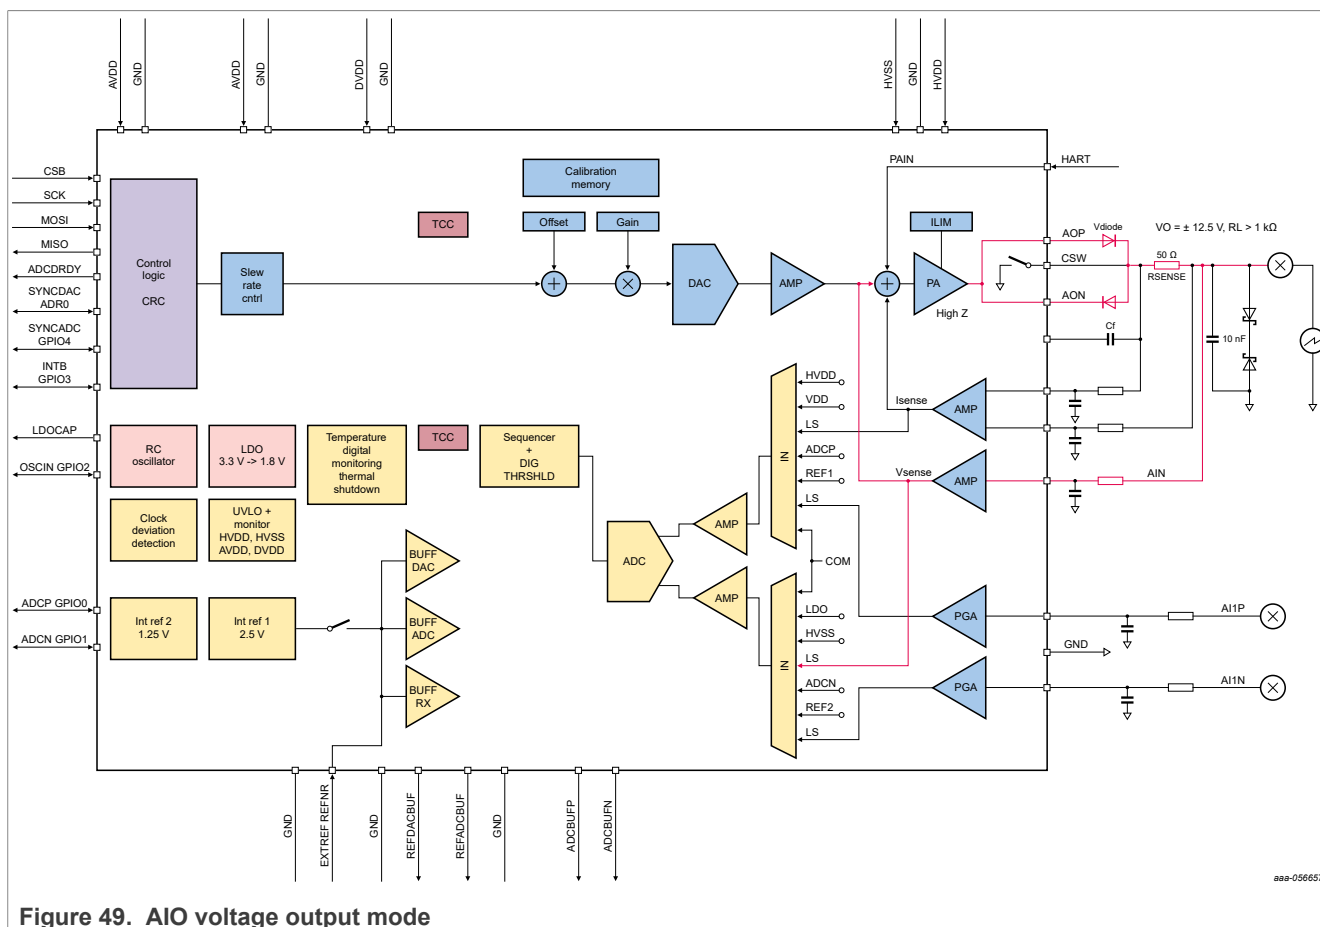 AVDD
GND
AVDD
GND
DVDD
GND
HVSS
GND
HVDD
CSB
SCK
MOSI
MISO
ADCDRDY
SYNCDAC
ADR0
SYNCADC
GPIO4
INTB
GPIO3
LDOCAP
OSCIN GPIO2
ADCP GPIO0
ADCN GPIO1
Control
logic
CRC
Slew
rate
cntrl
TCC
Calibration
memory
Offset
Gain
+
×
DAC
AMP
PAIN
HART
ILIM
+
PA
High Z
AOP
Vdiode
CSW
AON
VO = ± 12.5 V, RL > 1 kΩ
50 Ω
RSENSE
Cf
10 nF
RC
oscillator
LDO
3.3 V -> 1.8 V
Temperature
digital
monitoring
thermal
shutdown
TCC
Sequencer
+
DIG
THRSHLD
Clock
deviation
detection
UVLO +
monitor
HVDD, HVSS
AVDD, DVDD
Int ref 2
1.25 V
Int ref 1
2.5 V
BUFF
DAC
BUFF
ADC
BUFF
RX
ADC
AMP
AMP
IN
HVDD
VDD
LS
ADCP
REF1
LS
COM
IN
LDO
HVSS
LS
ADCN
REF2
LS
Isense
AMP
Vsense
AMP
AIN
PGA
AI1P
GND
PGA
AI1N
GND
EXTREF REFNR
GND
REFDACBUF
REFADCBUF
GND
ADCBUFP
ADCBUFN
aaa-056657
Figure 49. AIO voltage output mode